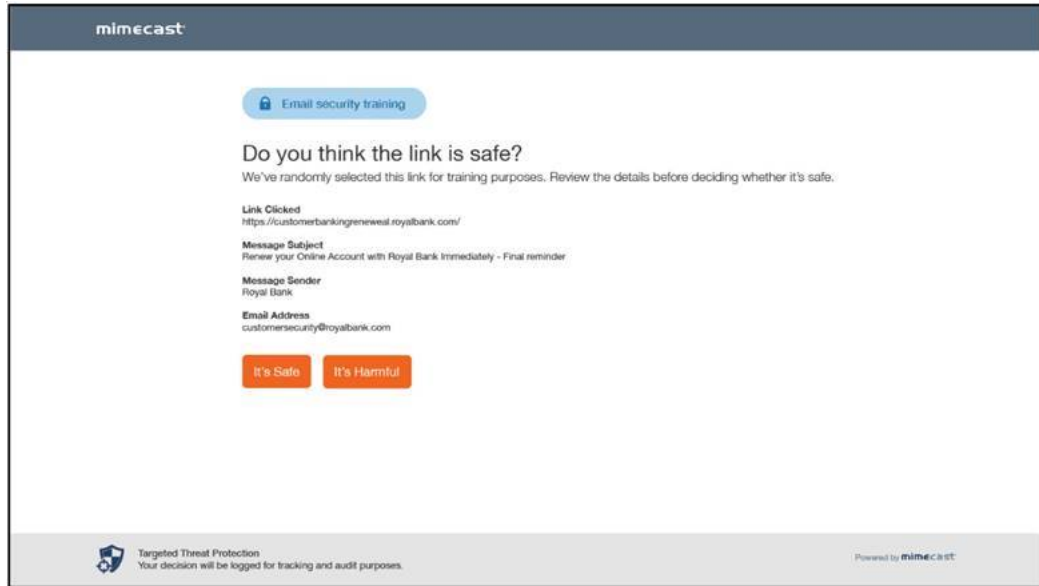 mimecast
Email security training
Do you think the link is safe?
We've randomly selected this link for training purposes. Review the details before deciding whether it's safe.
Link Clicked
https://customerbankingreneweal.royalbank.com/
Message Subject
Renew your Online Account with Royal Bank Immediately - Final reminder
Message Sender
Royal Bank
Email Address
customersecurity@royalbank.com
It's Safe It's Harmful
Targeted Threat Protection
Your decision will be logged for tracking and audit purposes.
Powered by mimecast